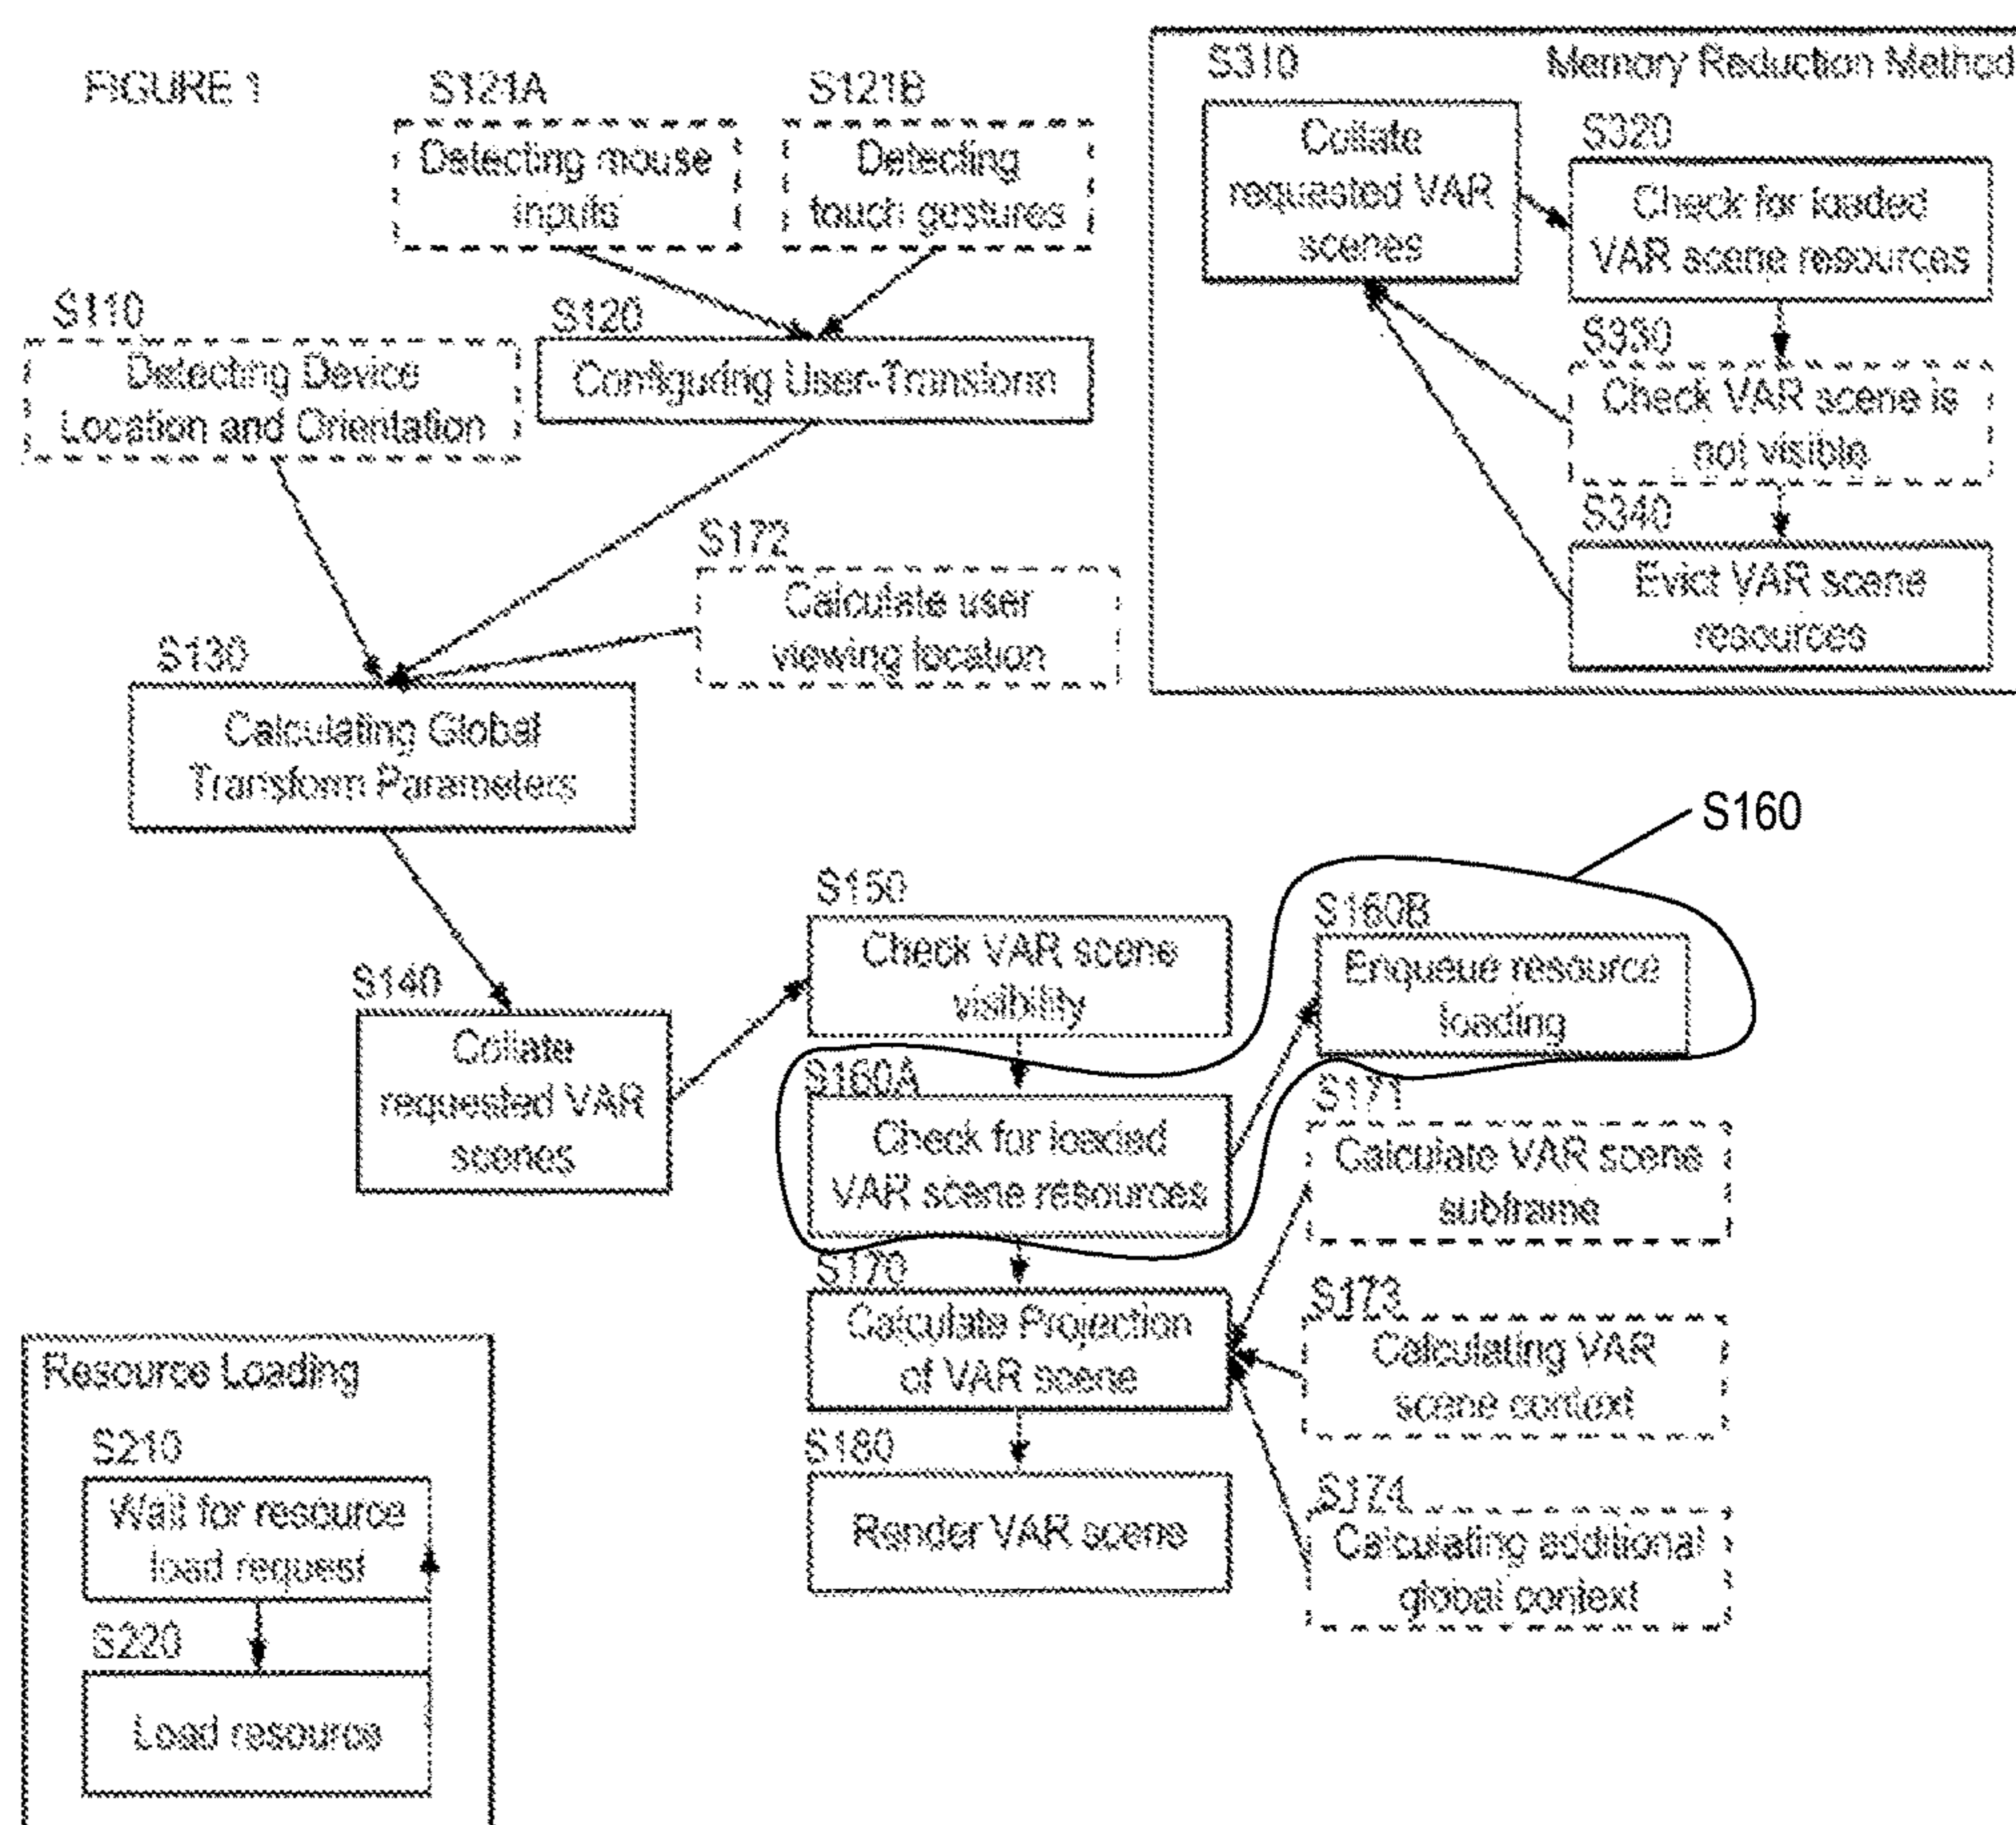 FIGURE 1
S121A
Detecting mouse
inputs
S121B
Detecting
touch gestures
S110
Detecting Device
Location and Orientation
S120
Configuring User-Transform
S172
Calculate user
viewing location
S130
Calculating Global
Transform Parameters
S140
Collate
requested VAR
scenes
S150
Check VAR scene
visibility
S160
S160A
Check for loaded
VAR scene resources
S160B
Enqueue resource
loading
S170
Calculate Projection
of VAR scene
S171
Calculate VAR scene
subframe
S173
Calculating VAR
scene context
S174
Calculating additional
global context
S180
Render VAR scene
Resource Loading
S210
Wait for resource
load request
S220
Load resource
Memory Reduction Method
S310
Collate
requested VAR
scenes
S320
Check for loaded
VAR scene resources
S330
Check VAR scene is
not visible
S340
Evict VAR scene
resources